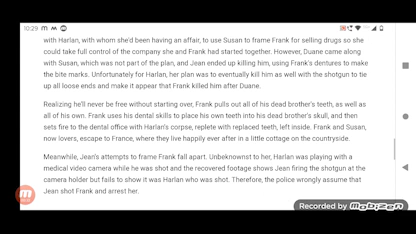 10:29
with Harlan, with whom she'd been having an affair, to use Susan to frame Frank for selling drugs so she
could take full control of the company she and Frank had started together. However, Duane came along
with Susan, which was not part of the plan, and Jean ended up killing him, using Frank's dentures to make
the bite marks. Unfortunately for Harlan, her plan was to eventually kill him as well with the shotgun to tie
up all loose ends and make it appear that Frank killed him after Duane.
Realizing he'll never be free without starting over, Frank pulls out all of his dead brother's teeth, as well as
all of his own. Frank uses his dental skills to place his own teeth into his dead brother's skull, and then
sets fire to the dental office with Harlan's corpse, replete with replaced teeth, left inside. Frank and Susan,
now lovers, escape to France, where they live happily ever after in a little cottage on the countryside.
Meanwhile, Jean's attempts to frame Frank fall apart. Unbeknownst to her, Harlan was playing with a
medical video camera while he was shot and the recovered footage shows Jean firing the shotgun at the
camera holder but fails to show it was Harlan who was shot. Therefore, the police wrongly assume that
Jean shot Frank and arrest her.
Recorded by Mobizen